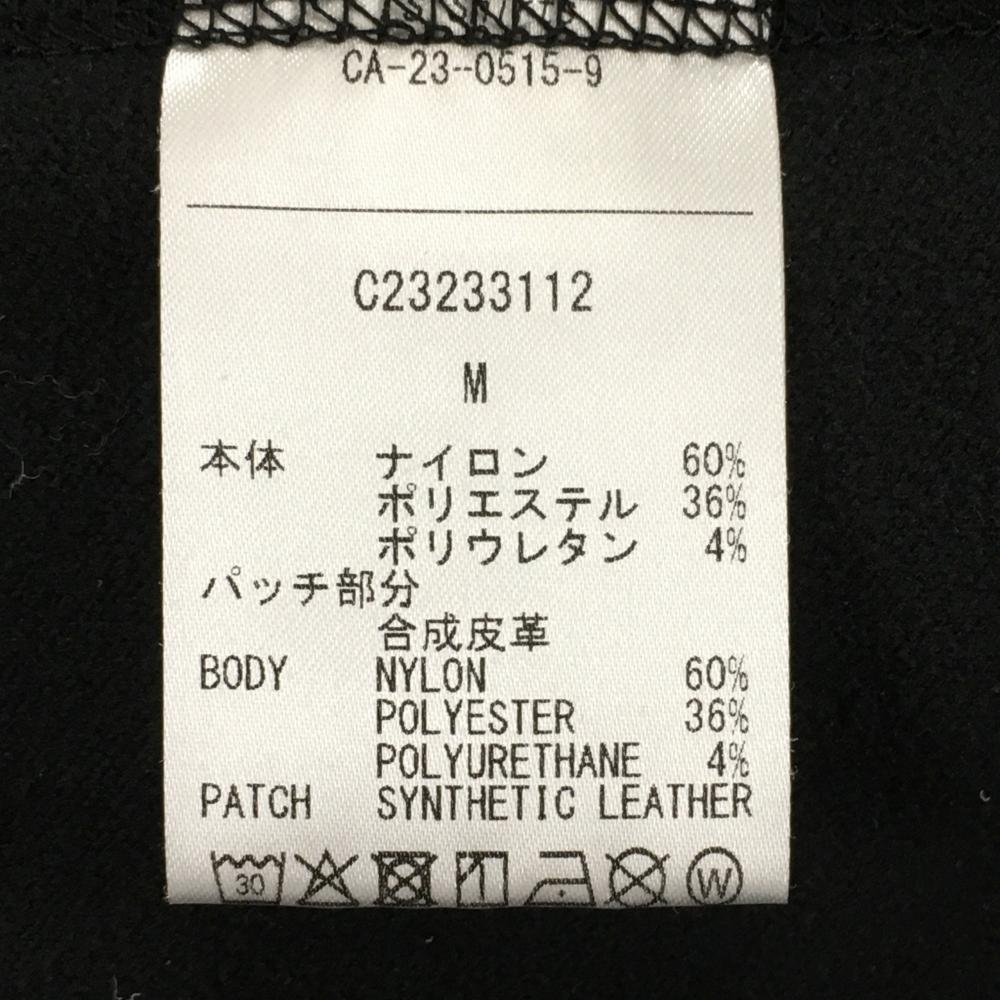 CA-23--0515-9
C23233112
M
本体 ナイロン 60%
ポリエステル 36%
ポリウレタン 4%
パッチ部分
合成皮革
BODY NYLON 60%
POLYESTER 36%
POLYURETHANE 4%
PATCH SYNTHETIC LEATHER
30 W